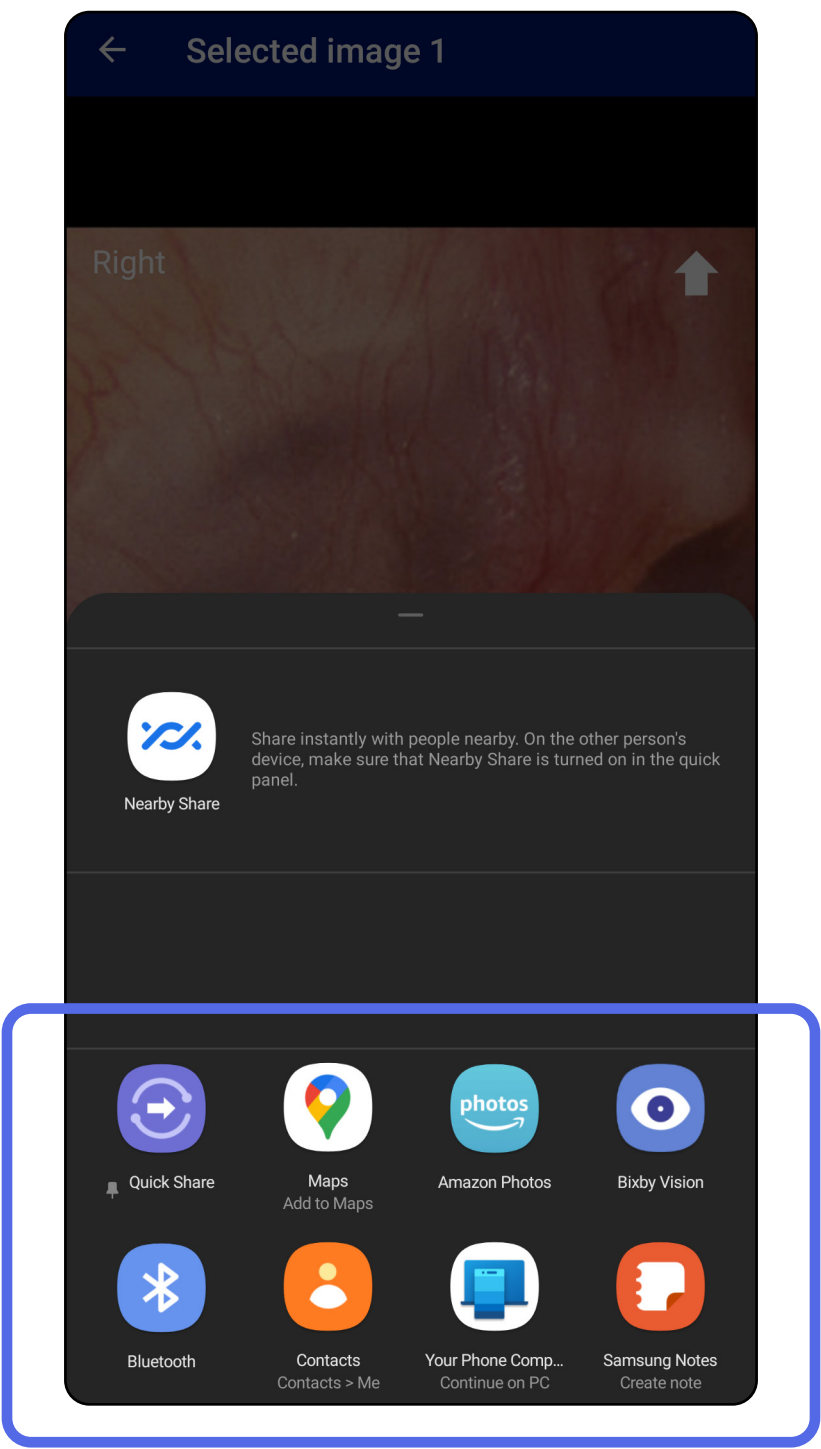 Selected image 1
Right
Share instantly with people nearby. On the other person's
device, make sure that Nearby Share is turned on in the quick
panel.
Nearby Share
photos
Quick Share
Maps
Amazon Photos
Bixby Vision
Add to Maps
Bluetooth
Contacts
Your Phone Comp...
Samsung Notes
Contacts > Me
Continue on PC
Create note